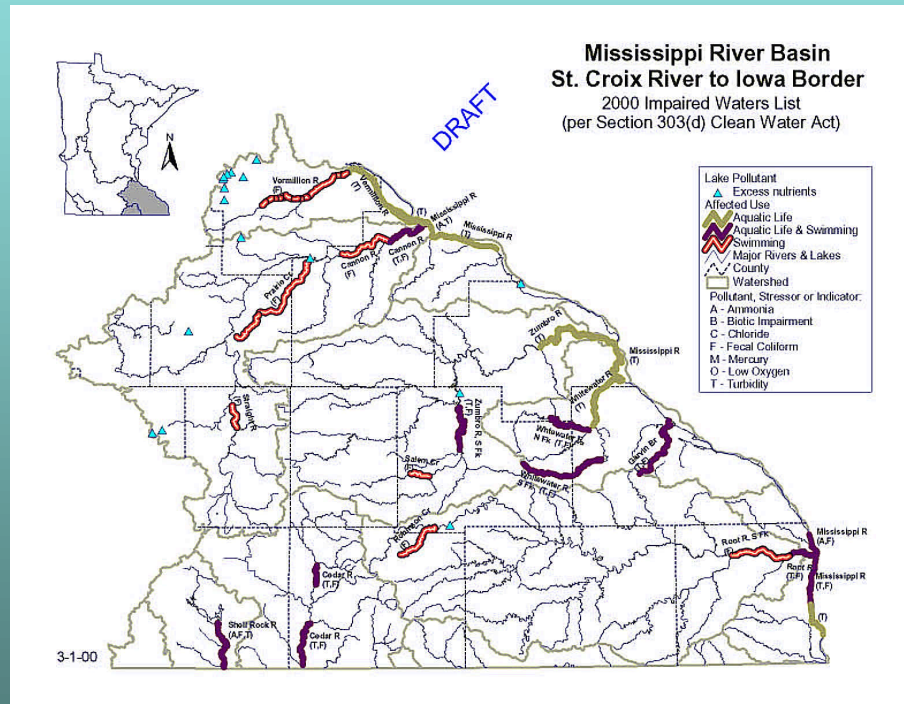 Mississippi River Basin
St. Croix River to Iowa Border
2000 Impaired Waters List
(per Section 303(d) Clean Water Act)
DRAFT
N
Lake Pollutant
Excess nutrients
Affected Use
Aquatic Life
Aquatic Life & Swimming
Swimming
Major Rivers & Lakes
County
Watershed
Pollutant, Stressor or Indicator:
A - Ammonia
B - Biotic Impairment
C - Chloride
F - Fecal Coliform
M - Mercury
O - Low Oxygen
T - Turbidity
Vermillion R
(F)
Vermillion R
(T)
(T)
Mississippi R
(A,T)
Mississippi R
(T)
Cannon R
(F)
Cannon R
(T,F)
Prairie Cr
(F)
Zumbro R
(T)
Mississippi R
(T)
Whitewater R
(T)
Straight R
(F)
Zumbro R, S Fk
(T,F)
Whitewater R
N Fk (T,F)
Garvin Br
(T,F)
Salem Cr
(F)
Whitewater R
S Fk (T,F)
Robinson Cr
(F)
Root R, S Fk
(F)
Mississippi R
(A,F)
Root R
(T,F)
Mississippi R
(T,F)
(T)
Cedar R
(T,F)
Shell Rock R
(A,F,T)
Cedar R
(T,F)
3-1-00